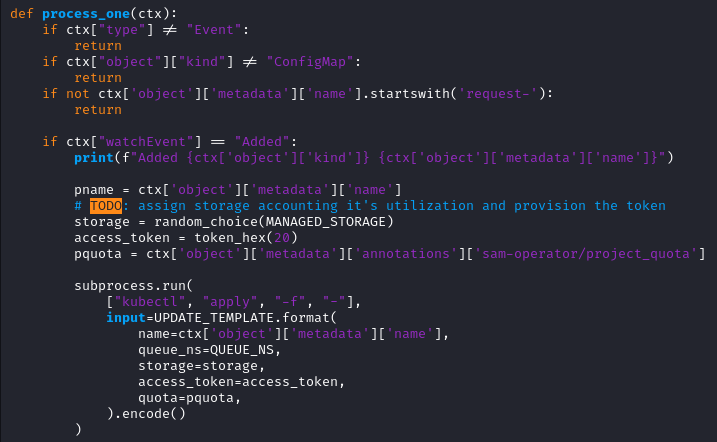 def process_one(ctx):
    if ctx["type"] ≠ "Event":
        return
    if ctx["object"]["kind"] ≠ "ConfigMap":
        return
    if not ctx['object']['metadata']['name'].startswith('request-'):
        return

    if ctx["watchEvent"] == "Added":
        print(f"Added {ctx['object']['kind']} {ctx['object']['metadata']['name']}")

        pname = ctx['object']['metadata']['name']
        # TODO: assign storage accounting it's utilization and provision the token
        storage = random_choice(MANAGED_STORAGE)
        access_token = token_hex(20)
        pquota = ctx['object']['metadata']['annotations']['sam-operator/project_quota']

        subprocess.run(
            ["kubectl", "apply", "-f", "-"],
            input=UPDATE_TEMPLATE.format(
                name=ctx['object']['metadata']['name'],
                queue_ns=QUEUE_NS,
                storage=storage,
                access_token=access_token,
                quota=pquota,
            ).encode()
        )